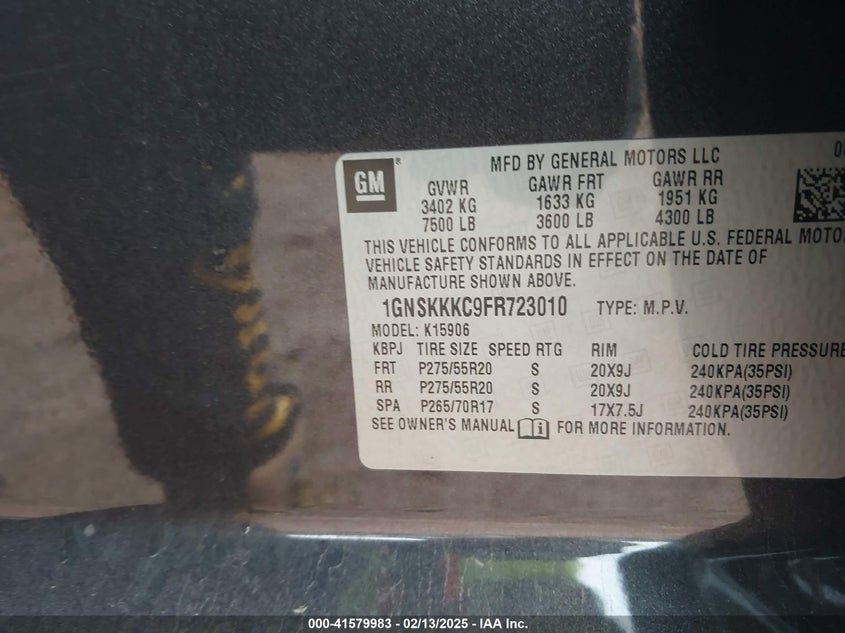 GM
®
MFD BY GENERAL MOTORS LLC
GVWR GAWR FRT GAWR RR
3402 KG 1633 KG 1951 KG
7500 LB 3600 LB 4300 LB
THIS VEHICLE CONFORMS TO ALL APPLICABLE U.S. FEDERAL MOTOR
VEHICLE SAFETY STANDARDS IN EFFECT ON THE DATE OF
MANUFACTURE SHOWN ABOVE.
1GNSKKKC9FR723010 TYPE: M.P.V.
MODEL: K15906
KBPJ TIRE SIZE SPEED RTG RIM COLD TIRE PRESSURE
FRT P275/55R20 S 20X9J 240KPA(35PSI)
RR P275/55R20 S 20X9J 240KPA(35PSI)
SPA P265/70R17 S 17X7.5J 240KPA(35PSI)
SEE OWNER'S MANUAL FOR MORE INFORMATION.
000-41579983 - 02/13/2025 - IAA Inc.